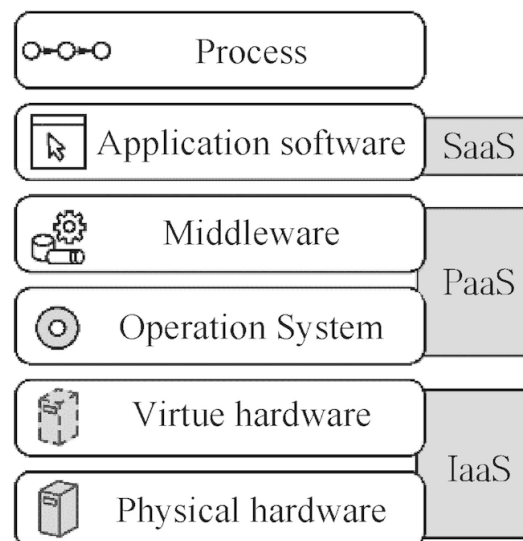 Process
Application software
SaaS
Middleware
PaaS
Operation System
Virtue hardware
IaaS
Physical hardware